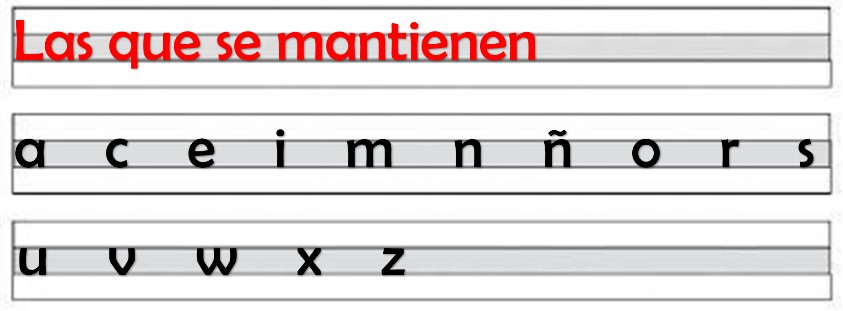 Las que se mantienen
a c e i m n ñ o r s
u v w x z